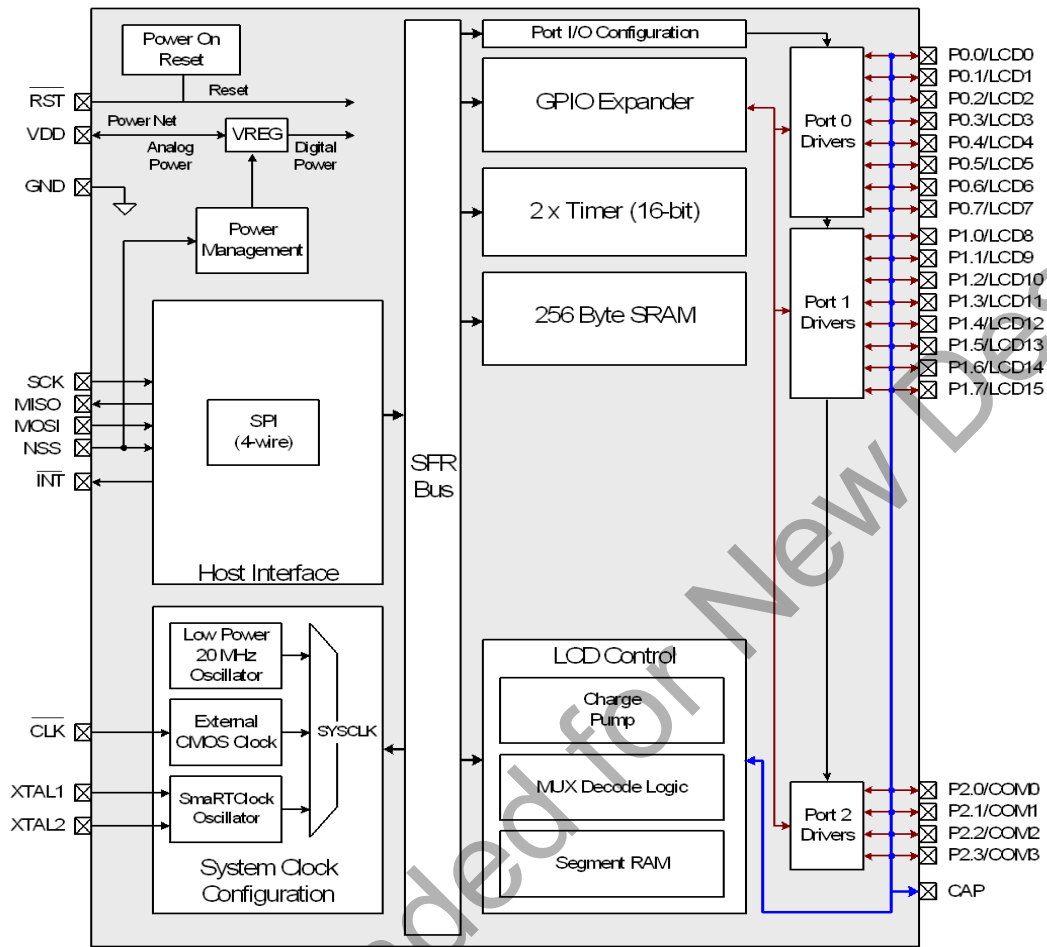 Power On
Reset
RST
Reset
VDD
Power Net
Analog
Power
VREG
Digital
Power
GND
Power
Management
SCK
MISO
MOSI
NSS
INT
SPI
(4-wire)
Host Interface
Low Power
20 MHz
Oscillator
External
CMOS Clock
SmaRTClock
Oscillator
SYSCLK
CLK
XTAL1
XTAL2
System Clock
Configuration
SFR
Bus
Port I/O Configuration
GPIO Expander
2 x Timer (16-bit)
256 Byte SRAM
LCD Control
Charge
Pump
MUX Decode Logic
Segment RAM
Port 0
Drivers
Port 1
Drivers
Port 2
Drivers
P0.0/LCD0
P0.1/LCD1
P0.2/LCD2
P0.3/LCD3
P0.4/LCD4
P0.5/LCD5
P0.6/LCD6
P0.7/LCD7
P1.0/LCD8
P1.1/LCD9
P1.2/LCD10
P1.3/LCD11
P1.4/LCD12
P1.5/LCD13
P1.6/LCD14
P1.7/LCD15
P2.0/COM0
P2.1/COM1
P2.2/COM2
P2.3/COM3
CAP
for New